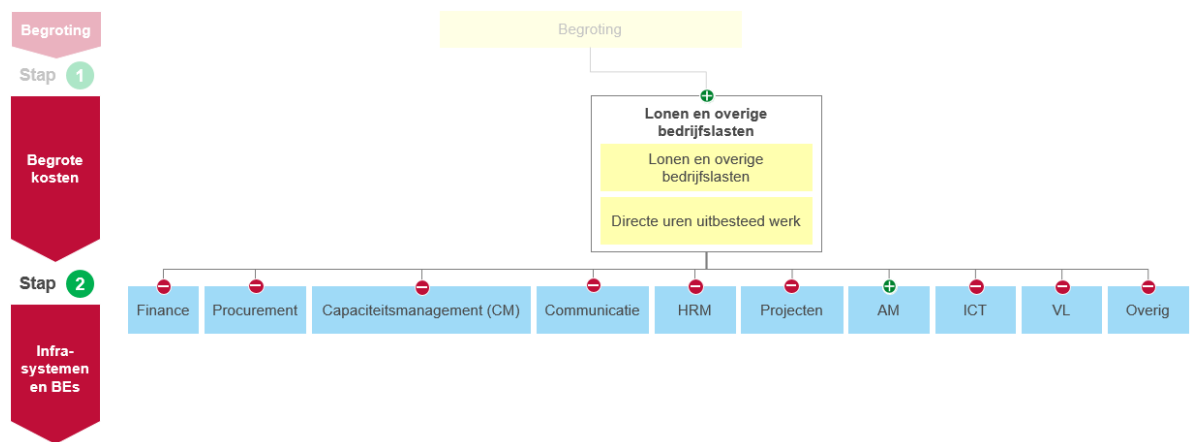 Begroting
Begroting
Stap 1
Lonen en overige
bedrijfslasten
Begrote
kosten
Lonen en overige
bedrijfslasten
Directe uren uitbesteed werk
Stap 2
Finance
Procurement
Capaciteitsmanagement (CM)
Communicatie
HRM
Projecten
AM
ICT
VL
Overig
Infra-
systemen
en BEs